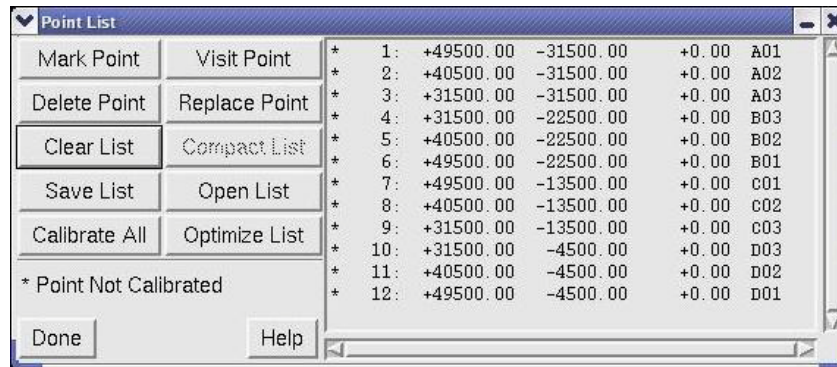 Point List
Mark Point Visit Point
Delete Point Replace Point
Clear List Compact List
Save List Open List
Calibrate All Optimize List
* Point Not Calibrated
Done Help
* 1: +49500.00 -31500.00 +0.00 A01
* 2: +40500.00 -31500.00 +0.00 A02
* 3: +31500.00 -31500.00 +0.00 A03
* 4: +31500.00 -22500.00 +0.00 B03
* 5: +40500.00 -22500.00 +0.00 B02
* 6: +49500.00 -22500.00 +0.00 B01
* 7: +49500.00 -13500.00 +0.00 C01
* 8: +40500.00 -13500.00 +0.00 C02
* 9: +31500.00 -13500.00 +0.00 C03
* 10: +31500.00 -4500.00 +0.00 D03
* 11: +40500.00 -4500.00 +0.00 D02
* 12: +49500.00 -4500.00 +0.00 D01